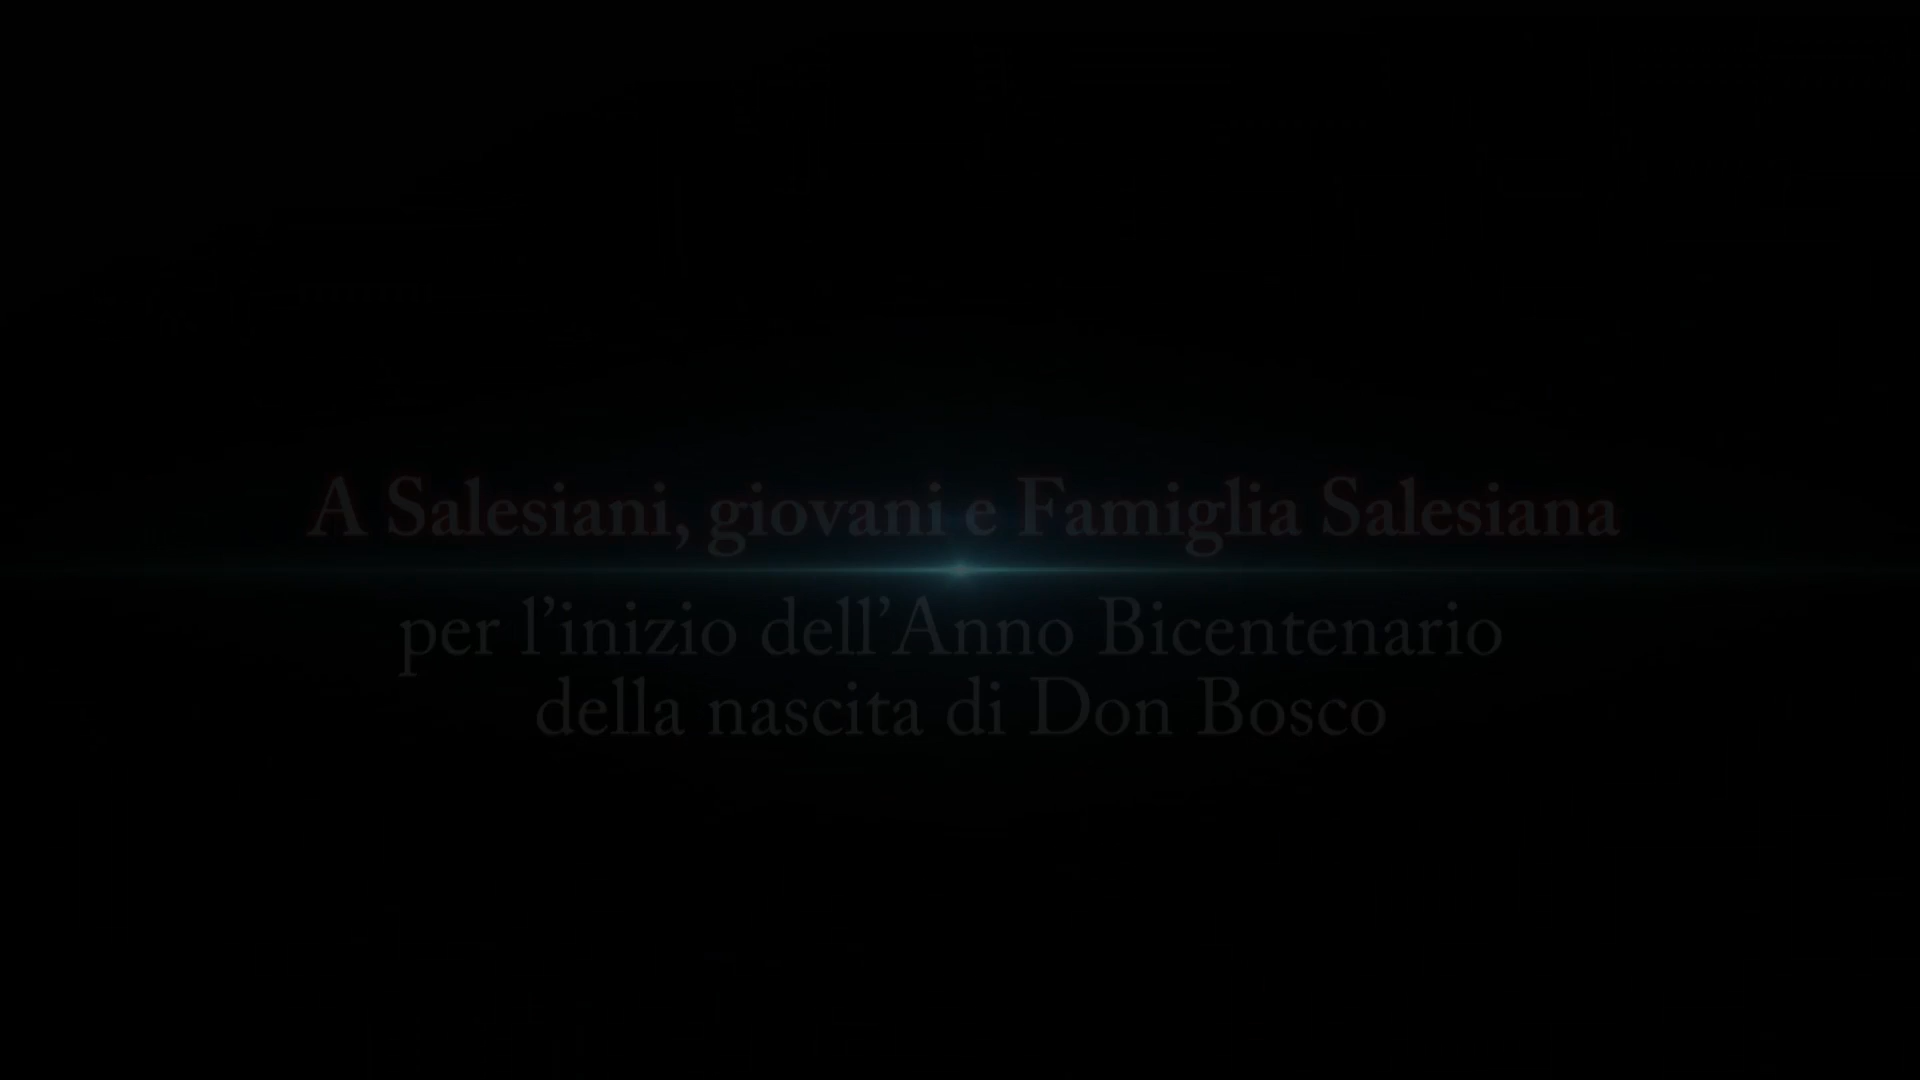 A Salesiani, giovani e Famiglia Salesiana
per l’inizio dell’Anno Bicentenario
della nascita di Don Bosco